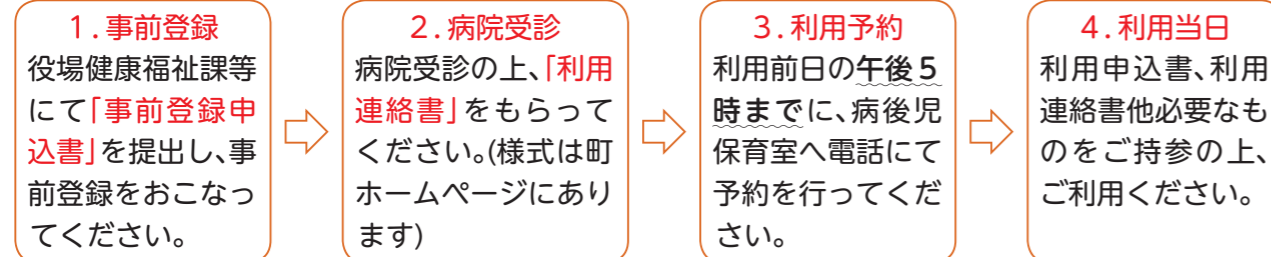 1.事前登録
役場健康福祉課等
にて「事前登録申
込書」を提出し、事
前登録をおこなっ
てください。
2.病院受診
病院受診の上、「利用
連絡書」をもらって
ください。(様式は町
ホームページにあり
ます)
3.利用予約
利用前日の午後5
時までに、病後児
保育室へ電話にて
予約を行ってくだ
さい。
4.利用当日
利用申込書、利用
連絡書他必要なも
のをご持参の上、
ご利用ください。